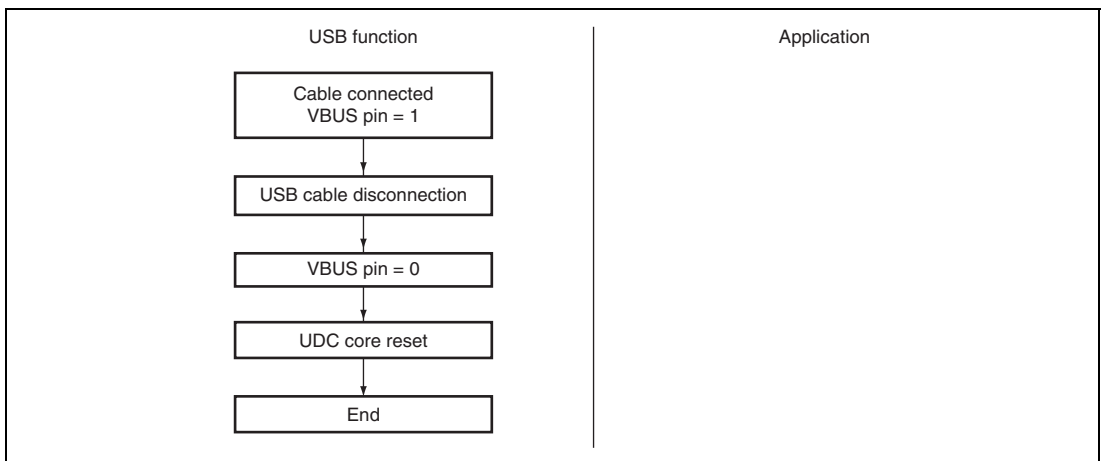 USB function
Application
Cable connected
VBUS pin = 1
USB cable disconnection
VBUS pin = 0
UDC core reset
End